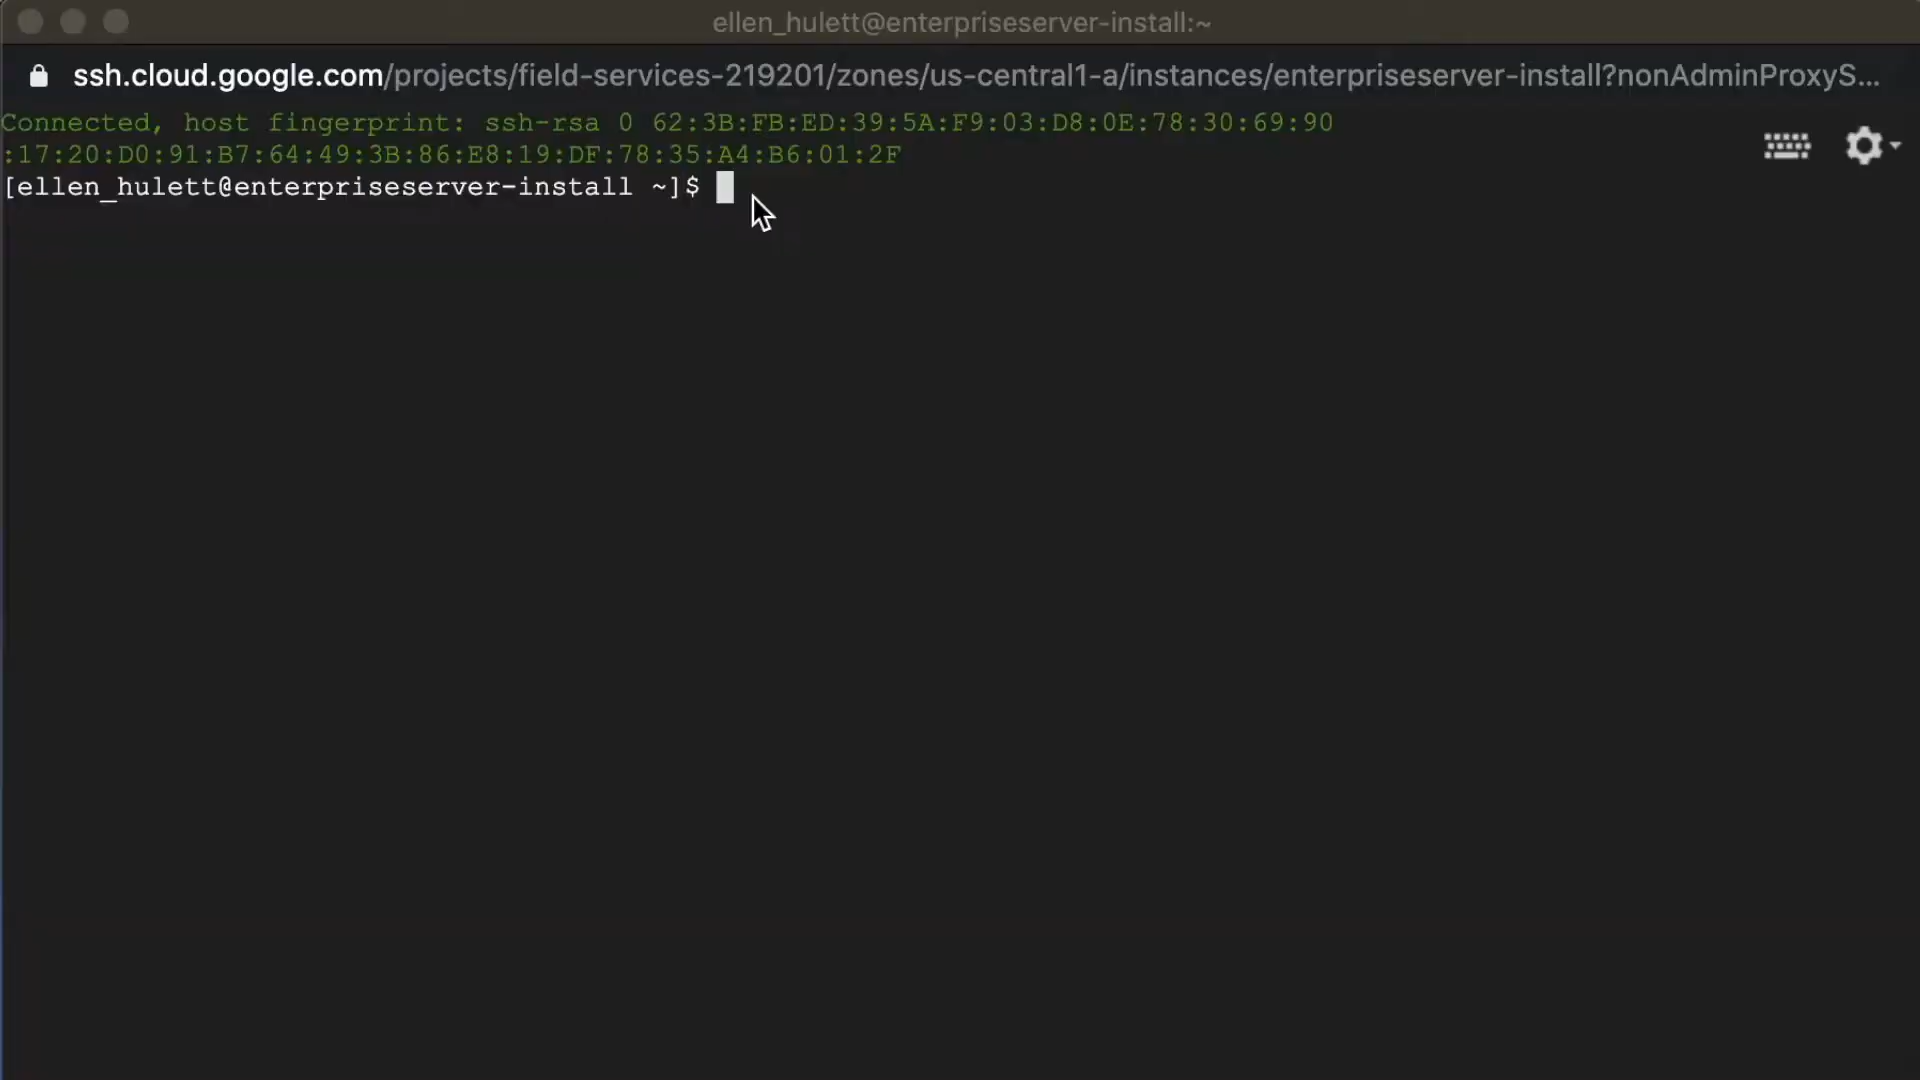 ellen_hulett@enterpriseserver-install:~
ssh.cloud.google.com/projects/field-services-219201/zones/us-central1-a/instances/enterpriseserver-install?nonAdminProxyS...
Connected, host fingerprint: ssh-rsa 0 62:3B:FB:ED:39:5A:F9:03:D8:0E:78:30:69:90
:17:20:D0:91:B7:64:49:3B:86:E8:19:DF:78:35:A4:B6:01:2F
[ellen_hulett@enterpriseserver-install ~]$